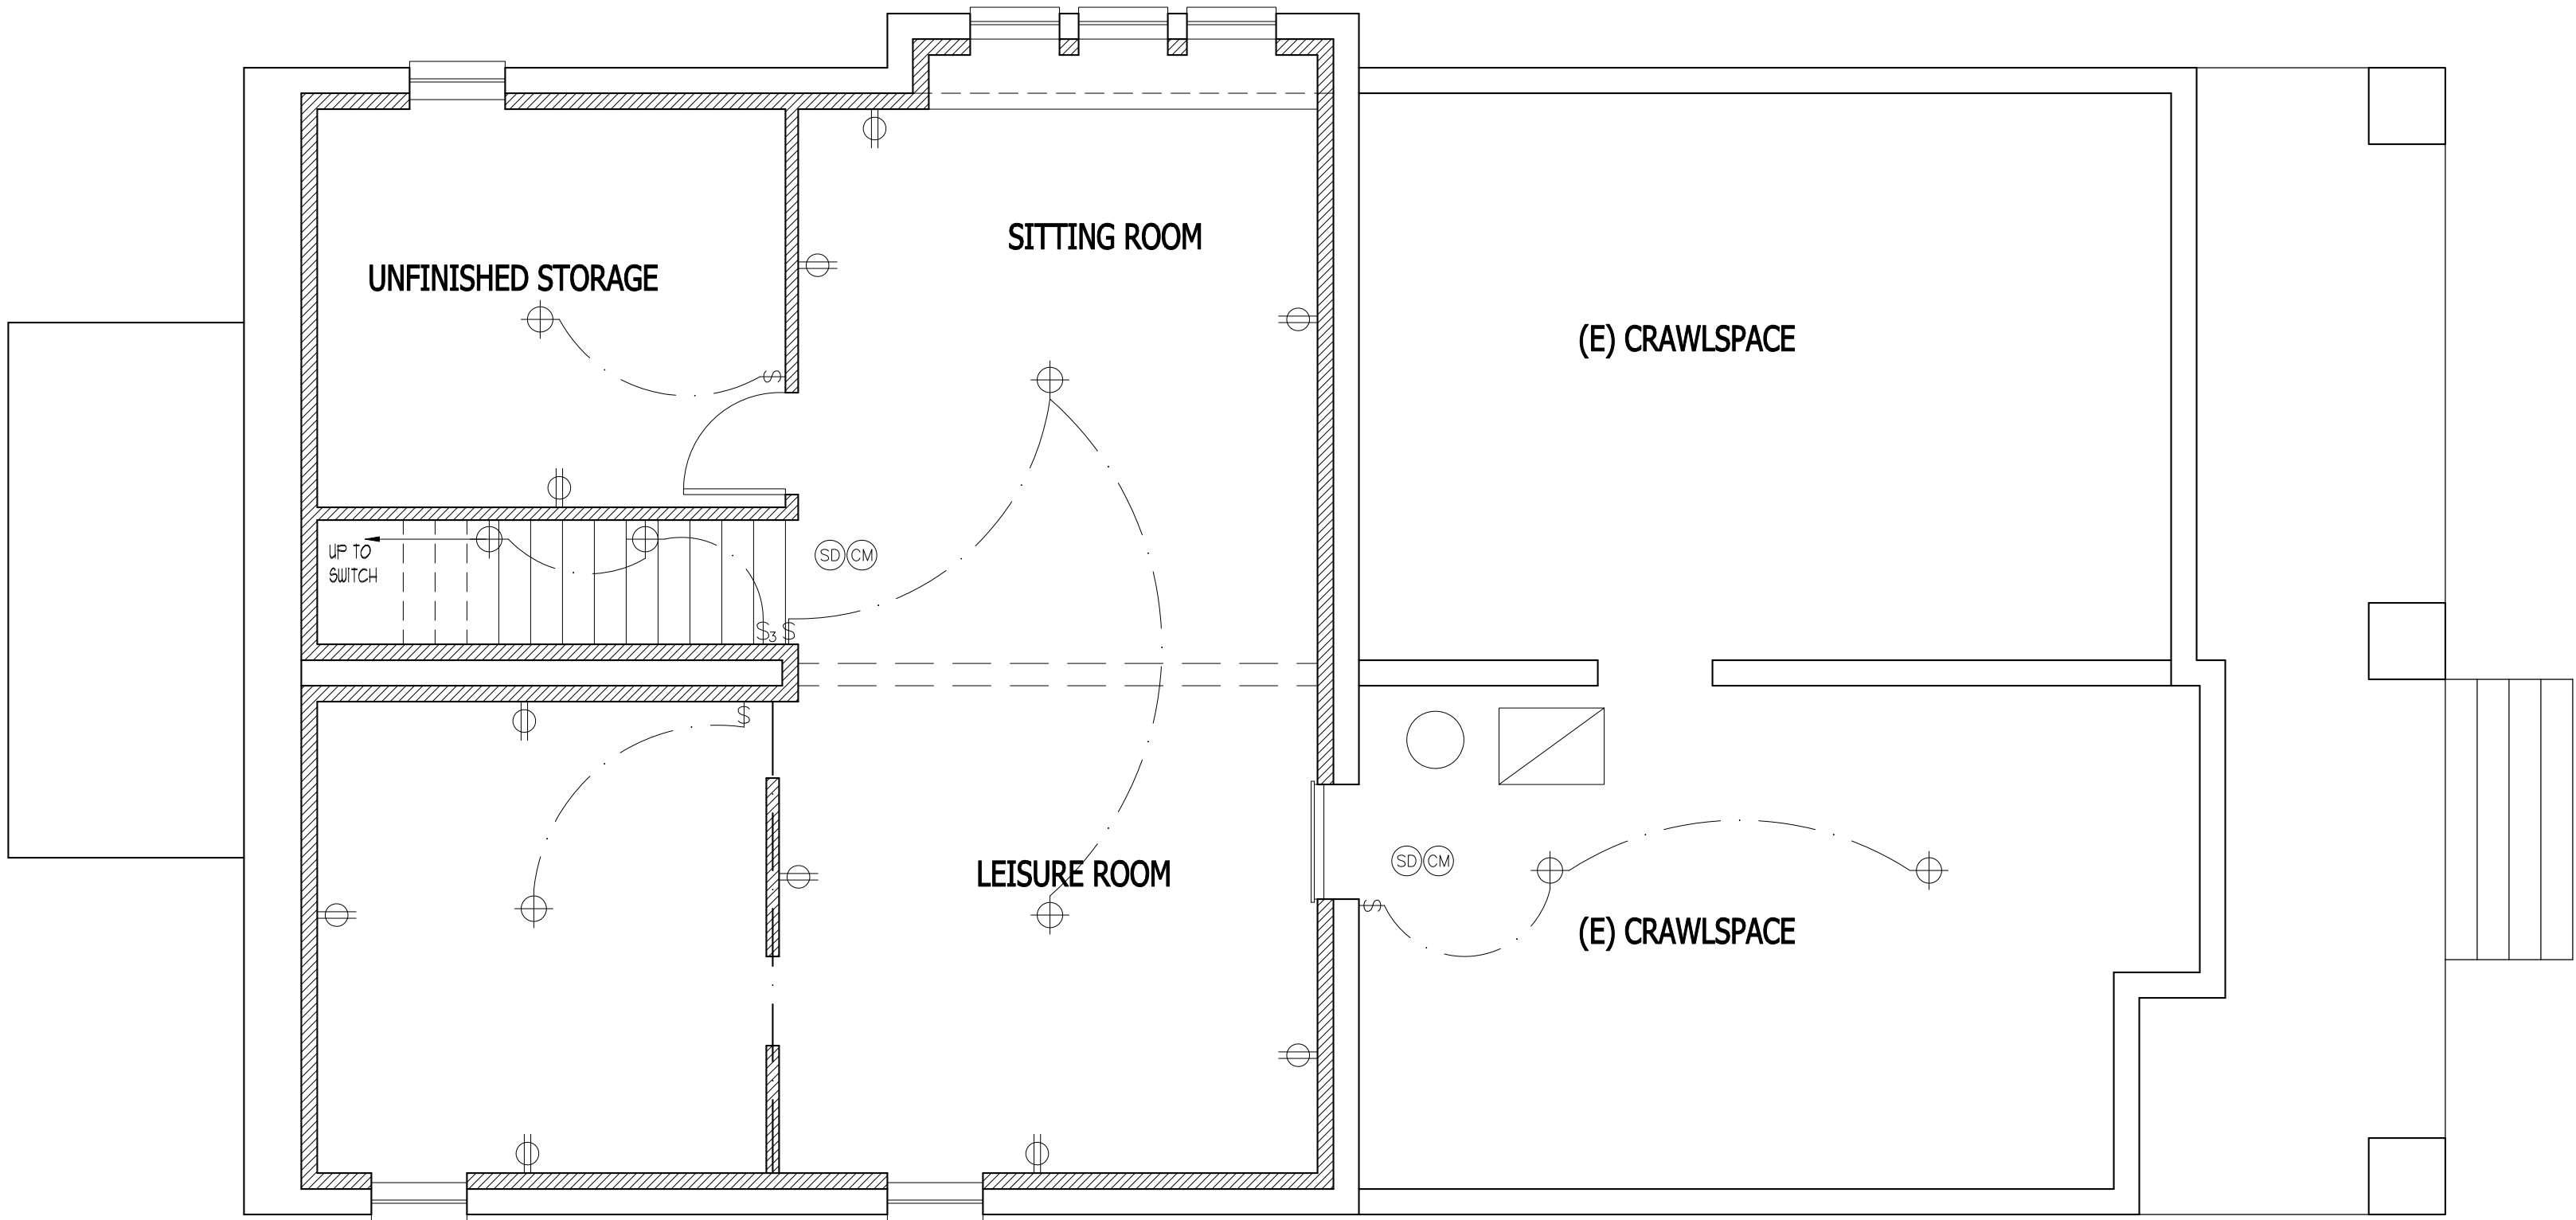 SITTING ROOM
UNFINISHED STORAGE
(E) CRAWLSPACE
S
UP TO
SWITCH
SD CM
S3 S
S
LEISURE ROOM
SD CM
S
(E) CRAWLSPACE